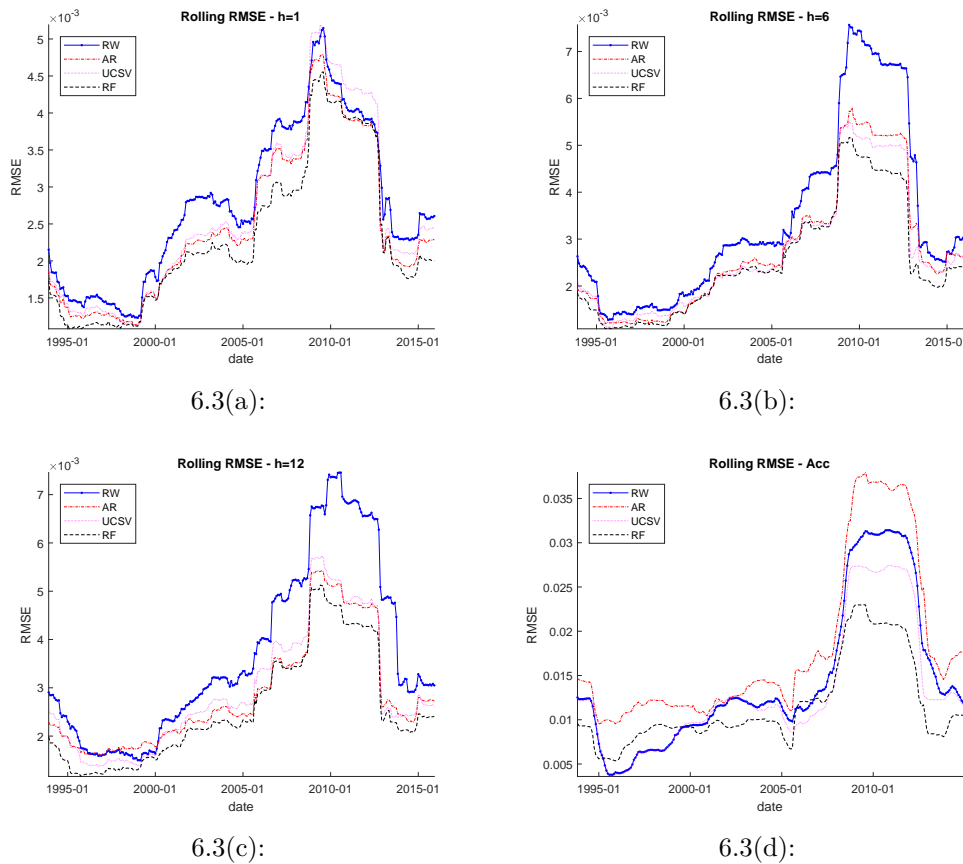 Rolling RMSE - h=1
×10⁻³
5
4.5
4
3.5
3
2.5
2
1.5
RMSE
RW
AR
UCSV
RF
1995-01 2000-01 2005-01 2010-01 2015-01
date
6.3(a):
Rolling RMSE - h=6
×10⁻³
7
6
5
4
3
2
RMSE
RW
AR
UCSV
RF
1995-01 2000-01 2005-01 2010-01 2015-01
date
6.3(b):
Rolling RMSE - h=12
×10⁻³
7
6
5
4
3
2
RMSE
RW
AR
UCSV
RF
1995-01 2000-01 2005-01 2010-01 2015-01
date
6.3(c):
Rolling RMSE - Acc
0.035
0.03
0.025
0.02
0.015
0.01
0.005
RMSE
RW
AR
UCSV
RF
1995-01 2000-01 2005-01 2010-01
date
6.3(d):